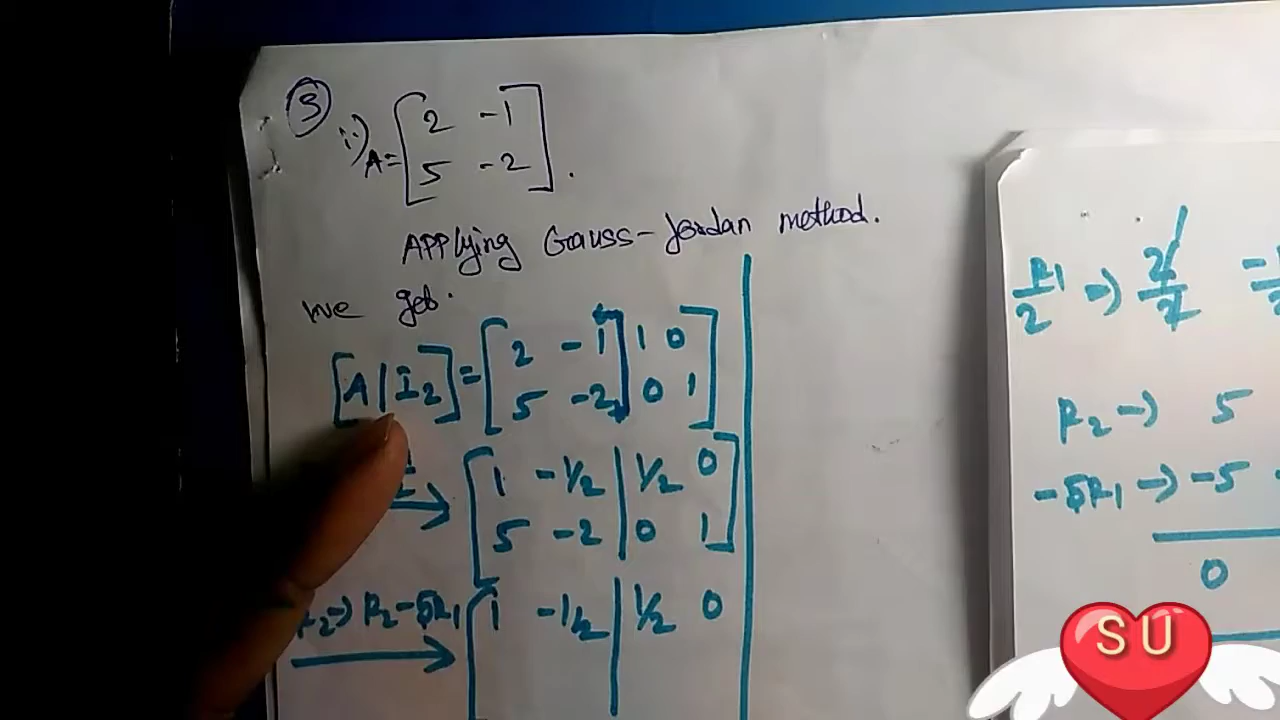 ③ i) A = [ 2 -1
5 -2 ].
Applying Gauss-Jordan method.
we get.
[A | I₂] = [ 2 -1 | 1 0
5 -2 | 0 1 ]
→ [ 1 -1/2 | 1/2 0
5 -2 | 0 1 ]
R₂→ R₂-5R₁ → [ 1 -1/2 | 1/2 0
R₁/2 → 2/2
R₂ → 5
-5R₁ → -5
0
SU